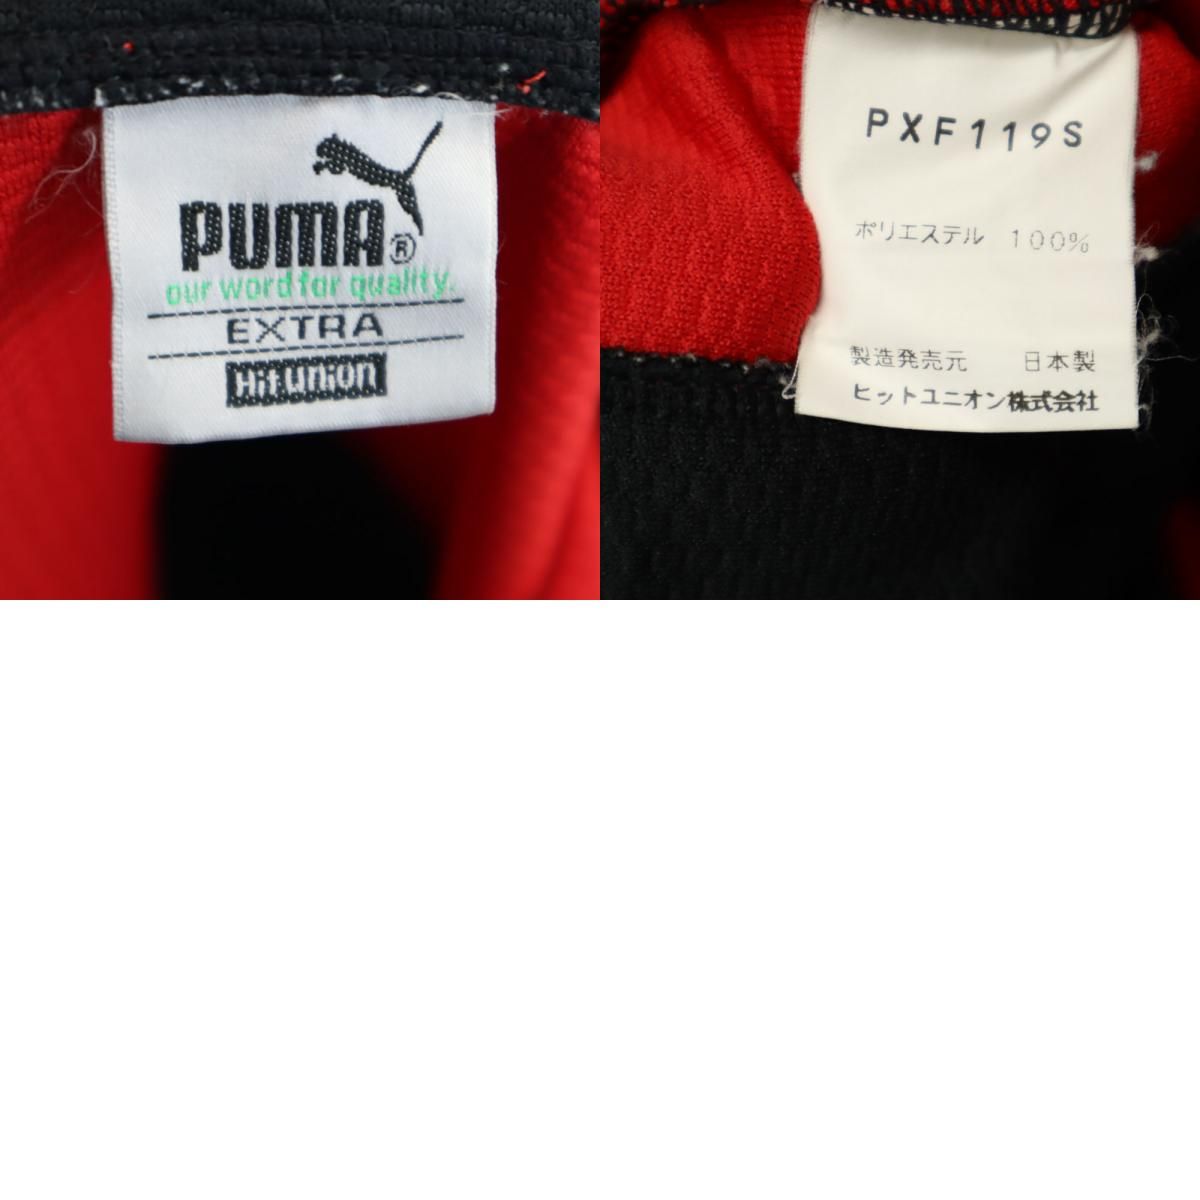 PUMA®
our word for quality.
EXTRA
Hit union
PXF119S
ポリエステル 100%
製造発売元 日本製
ヒットユニオン株式会社